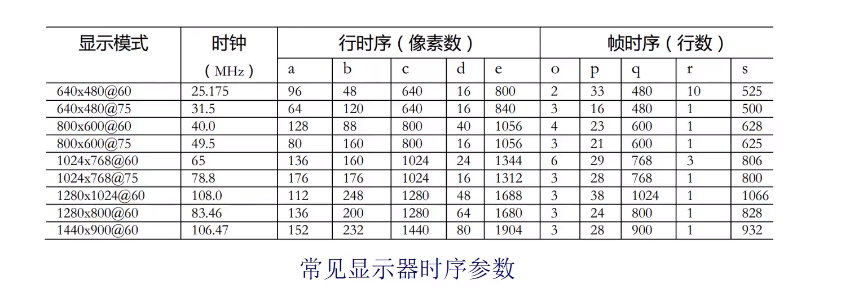 显示模式 时钟 行时序（像素数） 帧时序（行数）
（MHz） a b c d e o p q r s
640x480@60 25.175 96 48 640 16 800 2 33 480 10 525
640x480@75 31.5 64 120 640 16 840 3 16 480 1 500
800x600@60 40.0 128 88 800 40 1056 4 23 600 1 628
800x600@75 49.5 80 160 800 16 1056 3 21 600 1 625
1024x768@60 65 136 160 1024 24 1344 6 29 768 3 806
1024x768@75 78.8 176 176 1024 16 1312 3 28 768 1 800
1280x1024@60 108.0 112 248 1280 48 1688 3 38 1024 1 1066
1280x800@60 83.46 136 200 1280 64 1680 3 24 800 1 828
1440x900@60 106.47 152 232 1440 80 1904 3 28 900 1 932
常见显示器时序参数